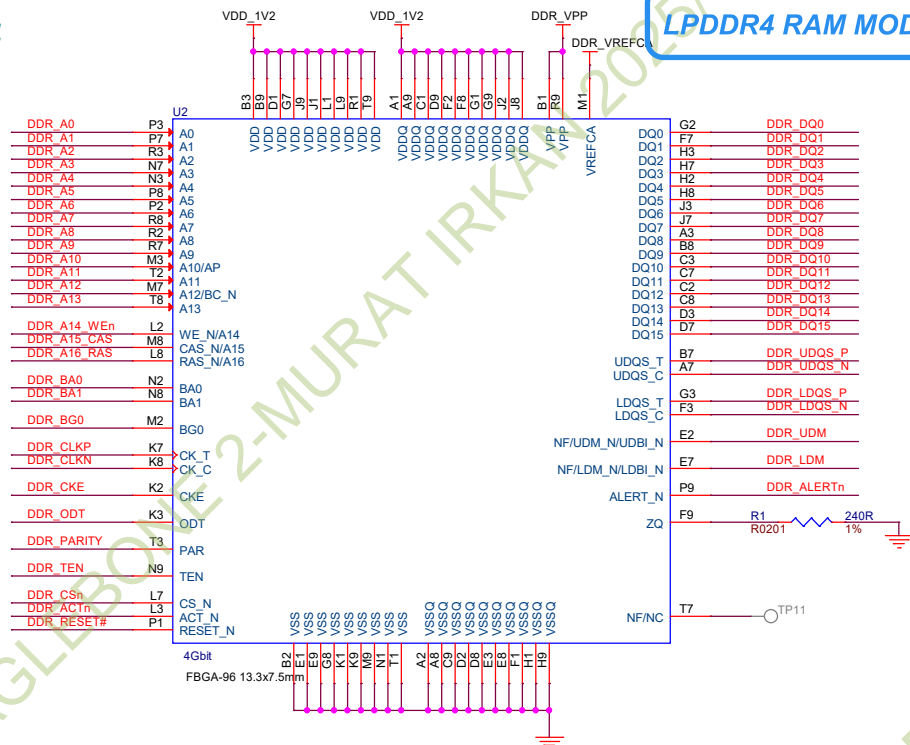 VDD_1V2 VDD_1V2 DDR_VPP
LPDDR4 RAM MOD
DDR_VREFCA
B3 B9 D1 G7 J9 J1 L1 L9 R1 T9 A1 A9 C1 D9 F2 F8 G1 G9 J2 J8 B1 R9 M1
U2
VDD VDD VDD VDD VDD VDD VDD VDD VDD VDD VDDQ VDDQ VDDQ VDDQ VDDQ VDDQ VDDQ VDDQ VDDQ VDDQ VPP VPP VREFCA
DDR_A0 P3 A0 DQ0 G2 DDR_DQ0
DDR_A1 P7 A1 DQ1 F7 DDR_DQ1
DDR_A2 R3 A2 DQ2 H3 DDR_DQ2
DDR_A3 N7 A3 DQ3 H7 DDR_DQ3
DDR_A4 N3 A4 DQ4 H2 DDR_DQ4
DDR_A5 P8 A5 DQ5 H8 DDR_DQ5
DDR_A6 P2 A6 DQ6 J3 DDR_DQ6
DDR_A7 R8 A7 DQ7 J7 DDR_DQ7
DDR_A8 R2 A8 DQ8 A3 DDR_DQ8
DDR_A9 R7 A9 DQ9 B8 DDR_DQ9
DDR_A10 M3 A10/AP DQ10 C3 DDR_DQ10
DDR_A11 T2 A11 DQ11 C7 DDR_DQ11
DDR_A12 M7 A12/BC_N DQ12 C2 DDR_DQ12
DDR_A13 T8 A13 DQ13 C8 DDR_DQ13
DQ14 D3 DDR_DQ14
DDR_A14_WEn L2 WE_N/A14 DQ15 D7 DDR_DQ15
DDR_A15_CAS M8 CAS_N/A15 UDQS_T B7 DDR_UDQS_P
DDR_A16_RAS L8 RAS_N/A16 UDQS_C A7 DDR_UDQS_N
DDR_BA0 N2 BA0 LDQS_T G3 DDR_LDQS_P
DDR_BA1 N8 BA1 LDQS_C F3 DDR_LDQS_N
DDR_BG0 M2 BG0 NF/UDM_N/UDBI_N E2 DDR_UDM
DDR_CLKP K7 CK_T
DDR_CLKN K8 CK_C NF/LDM_N/LDBI_N E7 DDR_LDM
DDR_CKE K2 CKE ALERT_N P9 DDR_ALERTn
DDR_ODT K3 ODT ZQ F9 R1 240R
R0201 1%
DDR_PARITY T3 PAR
DDR_TEN N9 TEN
DDR_CSn L7 CS_N
DDR_ACTn L3 ACT_N NF/NC T7 TP11
DDR_RESET# P1 RESET_N
VSS VSS VSS VSS VSS VSS VSS VSS VSS VSSQ VSSQ VSSQ VSSQ VSSQ VSSQ VSSQ VSSQ VSSQ VSSQ
4Gbit
B2 E1 E9 G8 K1 K9 M9 N1 T1 A2 A8 C9 D2 D8 E3 E8 F1 H1 H9
FBGA-96 13.3x7.5mm
AGLEBONE 2-MURAT IRKAN 2025